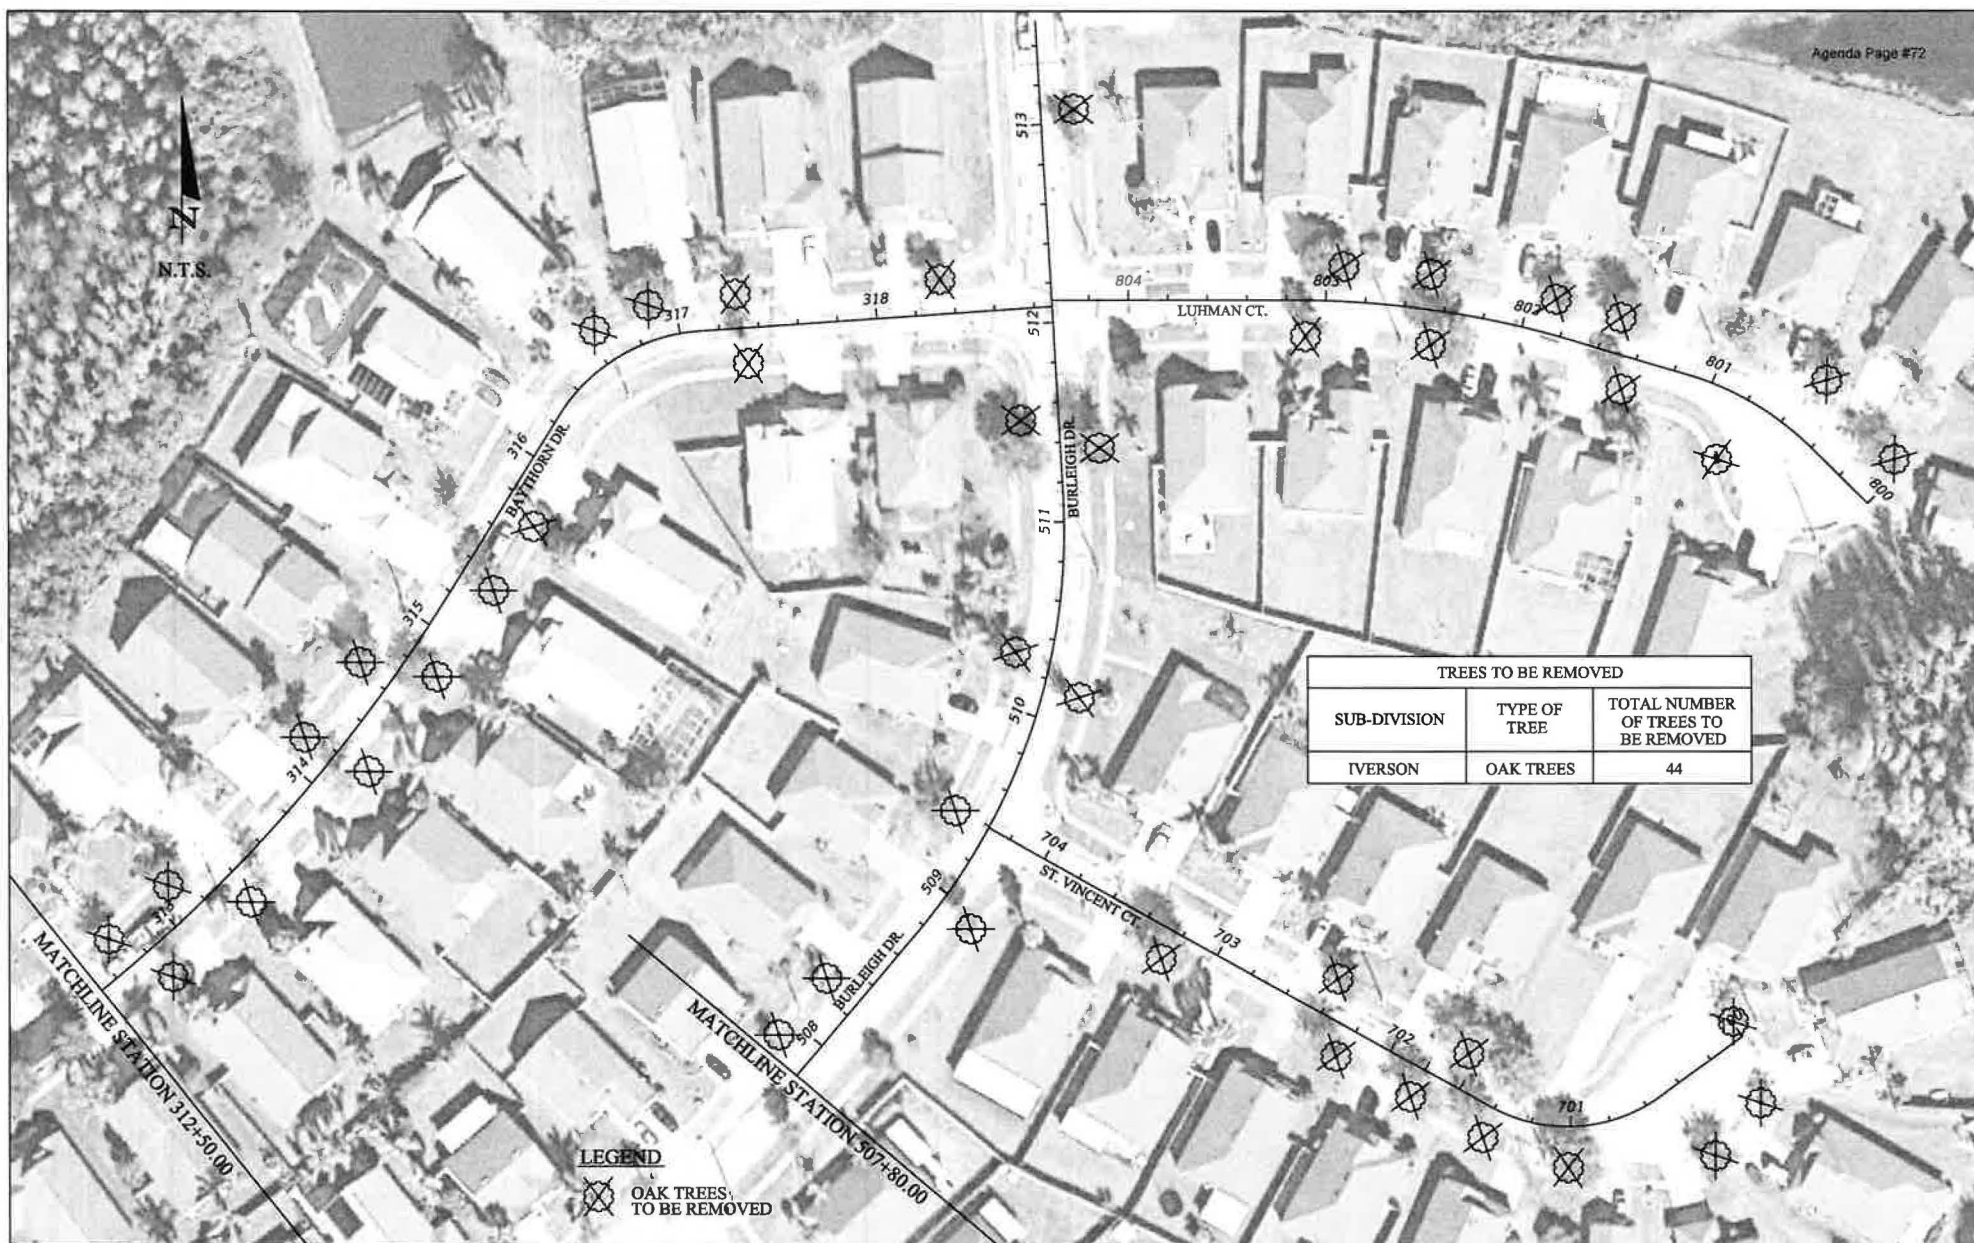 Agenda Page #72
N
N.T.S.
513
512
511
510
509
508
318
317
316
315
314
313
804
803
802
801
800
704
703
702
701
LUHMAN CT.
BAYTHORN DR.
BURLEIGH DR.
BURLEIGH DR.
ST. VINCENT CT.
TREES TO BE REMOVED
SUB-DIVISION
TYPE OF
TREE
TOTAL NUMBER
OF TREES TO
BE REMOVED
IVERSON
OAK TREES
44
MATCHLINE STATION 312+50.00
MATCHLINE STATION 507+80.00
LEGEND
OAK TREES
TO BE REMOVED